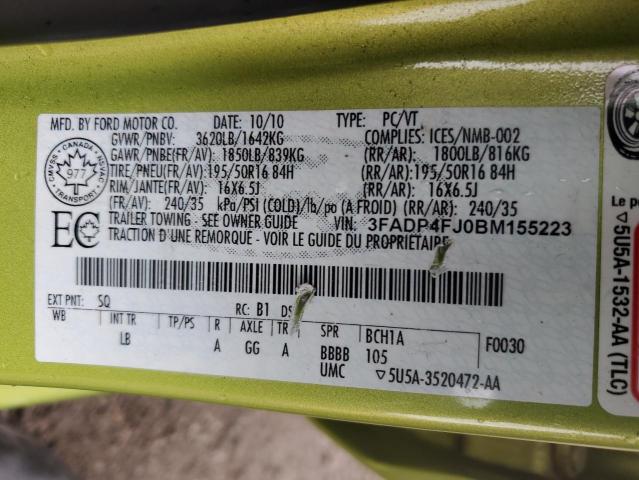 MFD. BY FORD MOTOR CO. DATE: 10/10 TYPE: PC/VT
GVWR/PNBV: 3620LB/1642KG COMPLIES: ICES/NMB-002
GAWR/PNBE(FR/AV): 1850LB/839KG (RR/AR): 1800LB/816KG
TIRE/PNEU(FR/AV): 195/50R16 84H (RR/AR): 195/50R16 84H
RIM/JANTE(FR/AV): 16X6.5J (RR/AR): 16X6.5J
(FR/AV): 240/35 kPa/PSI (COLD)/lb/po (A FROID) (RR/AR): 240/35
TRAILER TOWING - SEE OWNER GUIDE VIN: 3FADP4FJ0BM155223
TRACTION D'UNE REMORQUE - VOIR LE GUIDE DU PROPRIÉTAIRE
CMVSS - CANADA - NSVAC
977
TRANSPORT
EC
EXT PNT: SQ RC: B1 DS
WB INT TR TP/PS R AXLE TR SPR BCH1A F0030
LB A GG A BBBB 105
UMC ▽5U5A-3520472-AA
Le p
▽5U5A-1532-AA (TLC)